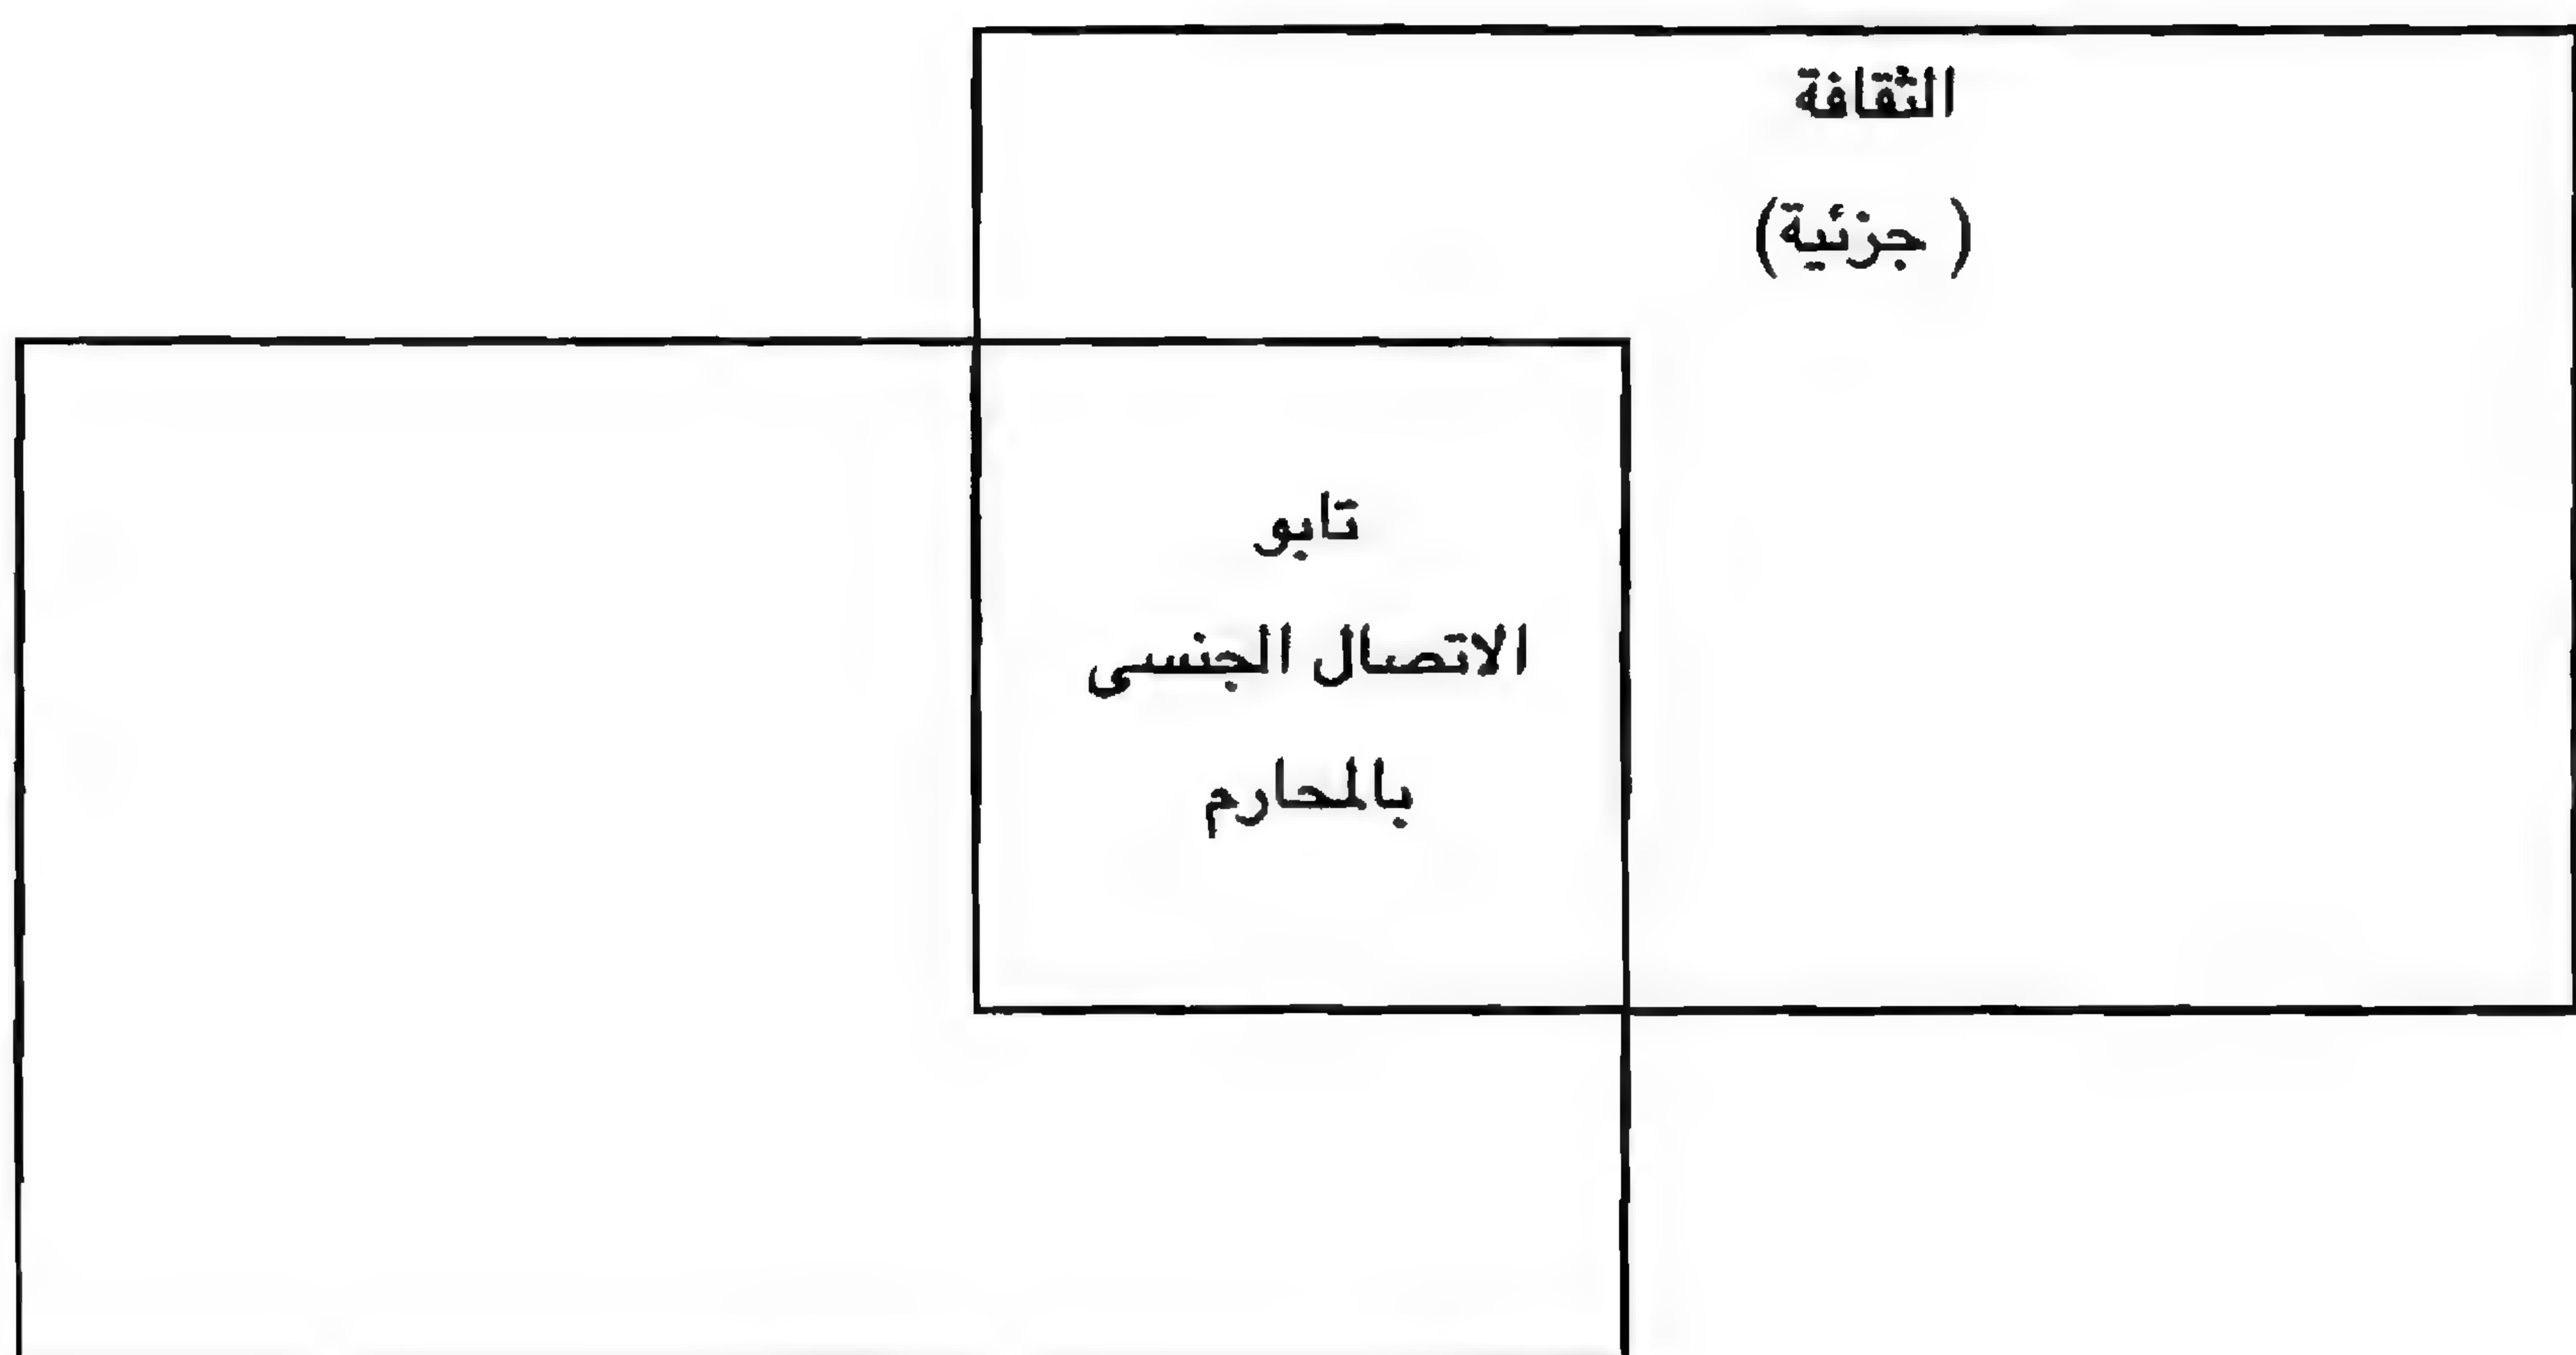 الثقافة
( جزئية)
تابو
الاتصال الجنسى
بالمحارم